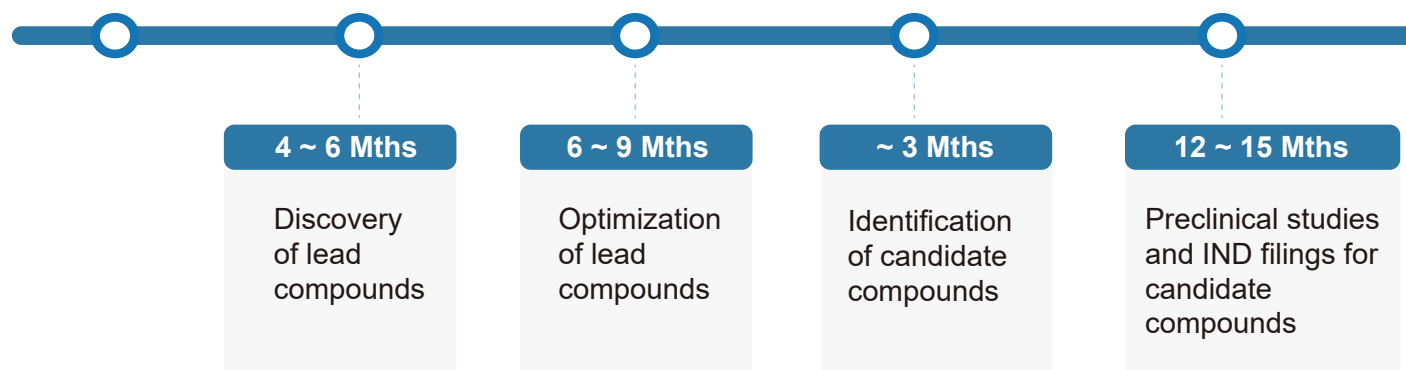 4 ~ 6 Mths
Discovery
of lead
compounds
6 ~ 9 Mths
Optimization
of lead
compounds
~ 3 Mths
Identification
of candidate
compounds
12 ~ 15 Mths
Preclinical studies
and IND filings for
candidate
compounds